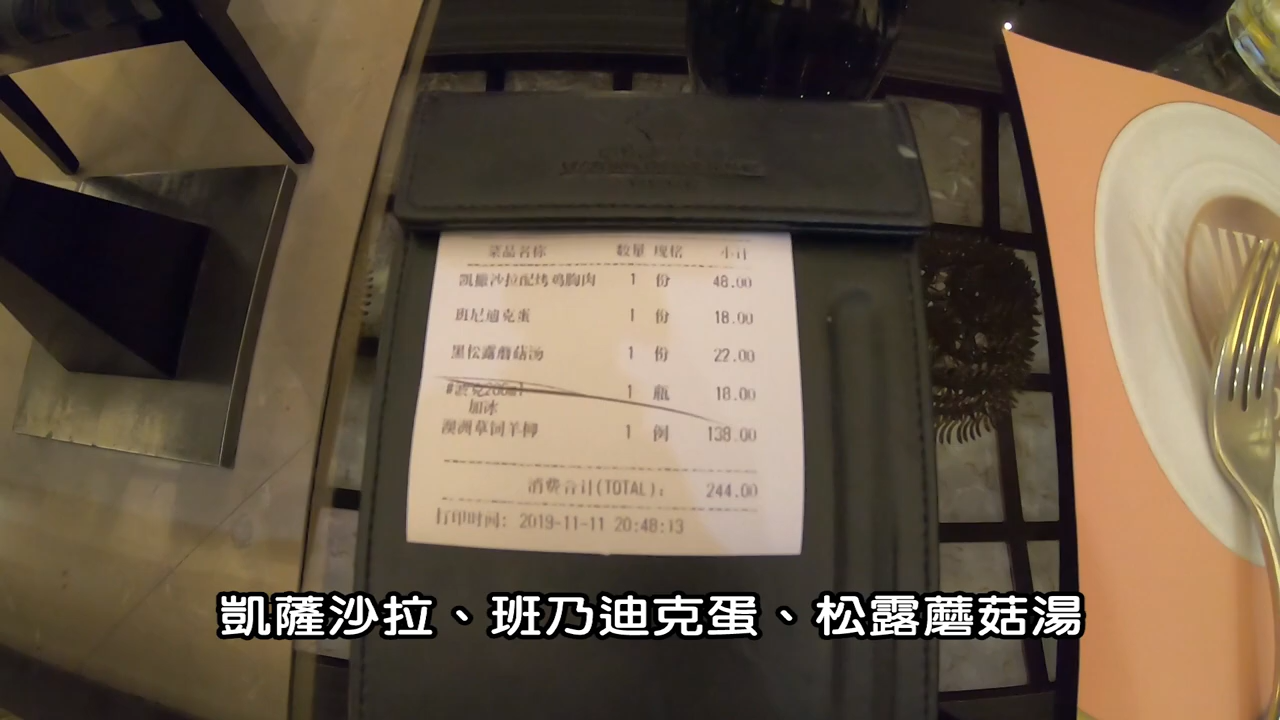 菜品名称 数量 规格 小计
凯撒沙拉配烤鸡胸肉 1 份 48.00
班尼迪克蛋 1 份 18.00
黑松露蘑菇汤 1 份 22.00
1 瓶 18.00
加冰
澳洲草饲羊柳 1 例 138.00
消费合计(TOTAL): 244.00
打印时间: 2019-11-11 20:48:13
凱薩沙拉、班乃迪克蛋、松露蘑菇湯